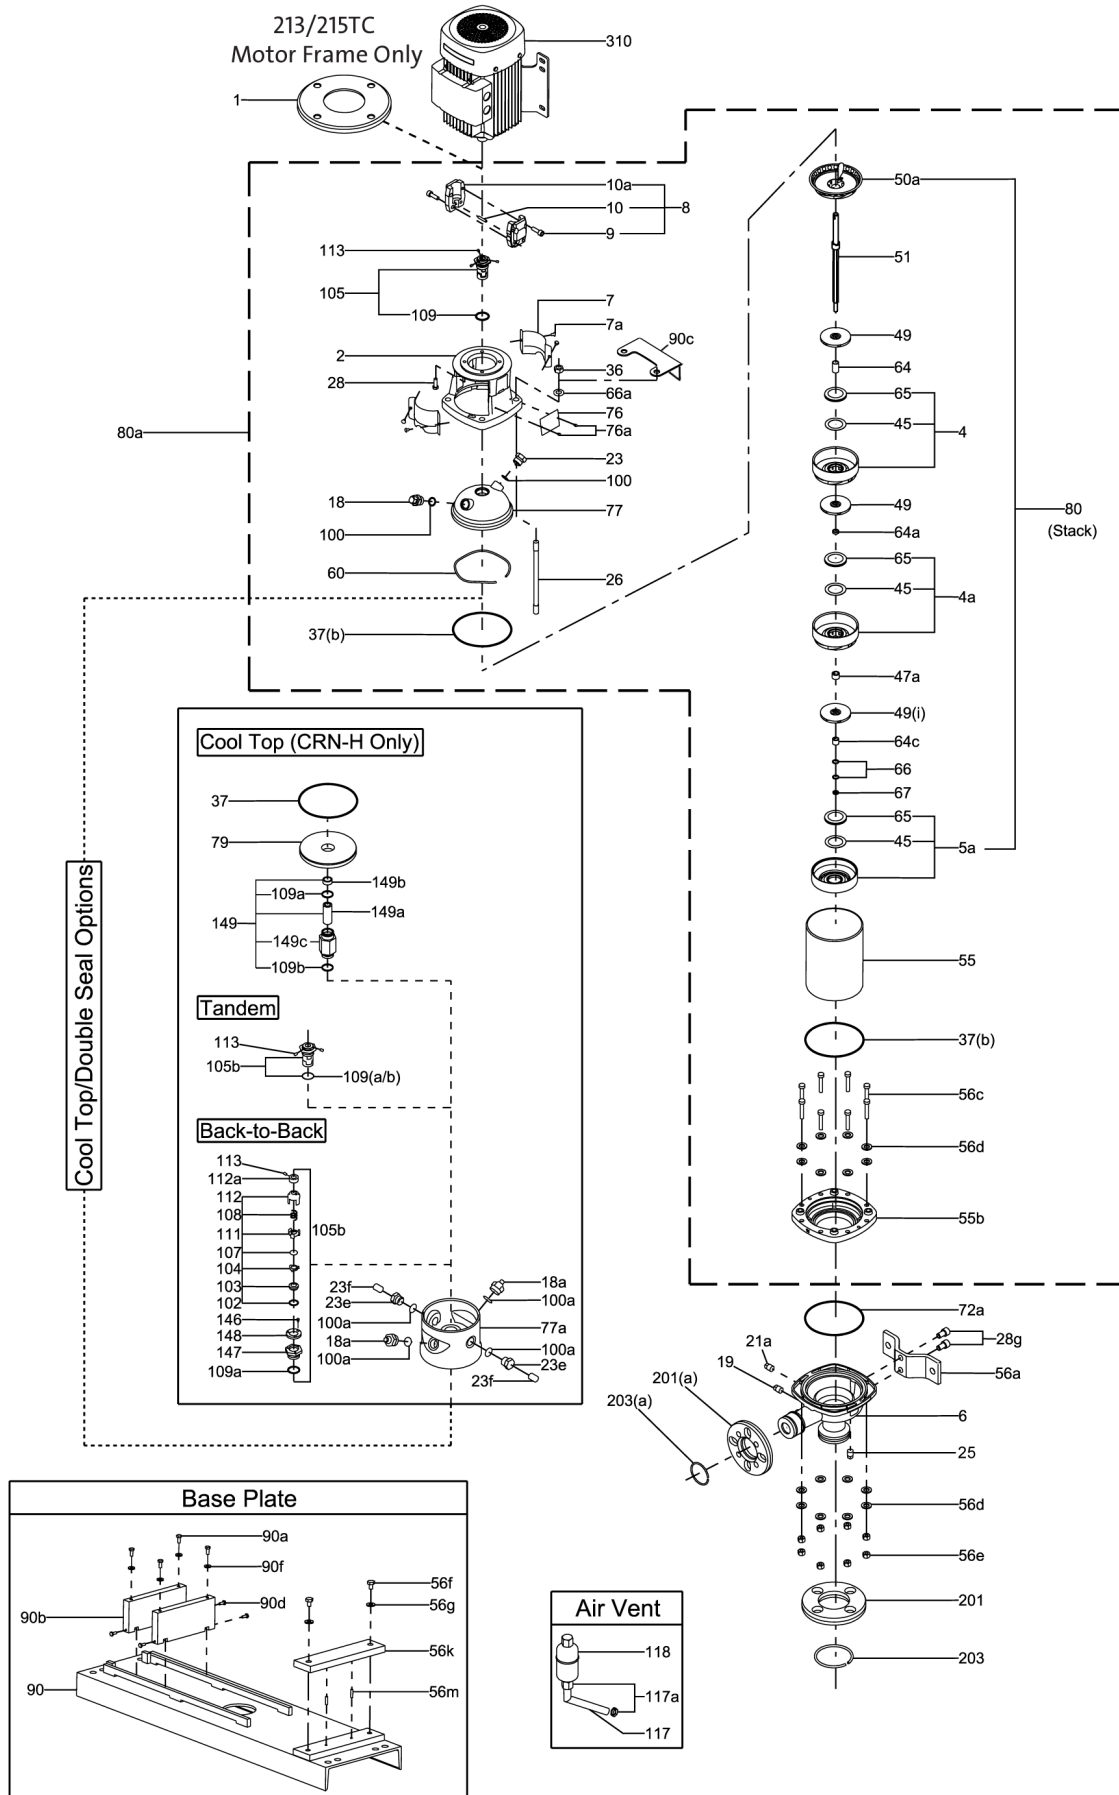 213/215TC
Motor Frame Only
310
1
10a
10
8
9
113
105
109
7
7a
90c
2
28
36
66a
76
76a
80a
23
100
18
77
100
60
26
37(b)
50a
51
49
64
65
45
4
49
64a
80
(Stack)
65
45
4a
47a
49(i)
64c
66
67
65
45
5a
55
37(b)
56c
56d
55b
Cool Top/Double Seal Options
Cool Top (CRN-H Only)
37
79
149b
109a
149a
149
149c
109b
Tandem
113
105b
109(a/b)
Back-to-Back
113
112a
112
108
111
105b
107
104
103
102
146
148
147
109a
23f
23e
100a
18a
100a
18a
100a
77a
100a
23e
23f
72a
28g
21a
19
56a
201(a)
203(a)
6
25
56d
56e
201
203
Base Plate
90a
90f
90b
90d
90
56f
56g
56k
56m
Air Vent
118
117a
117